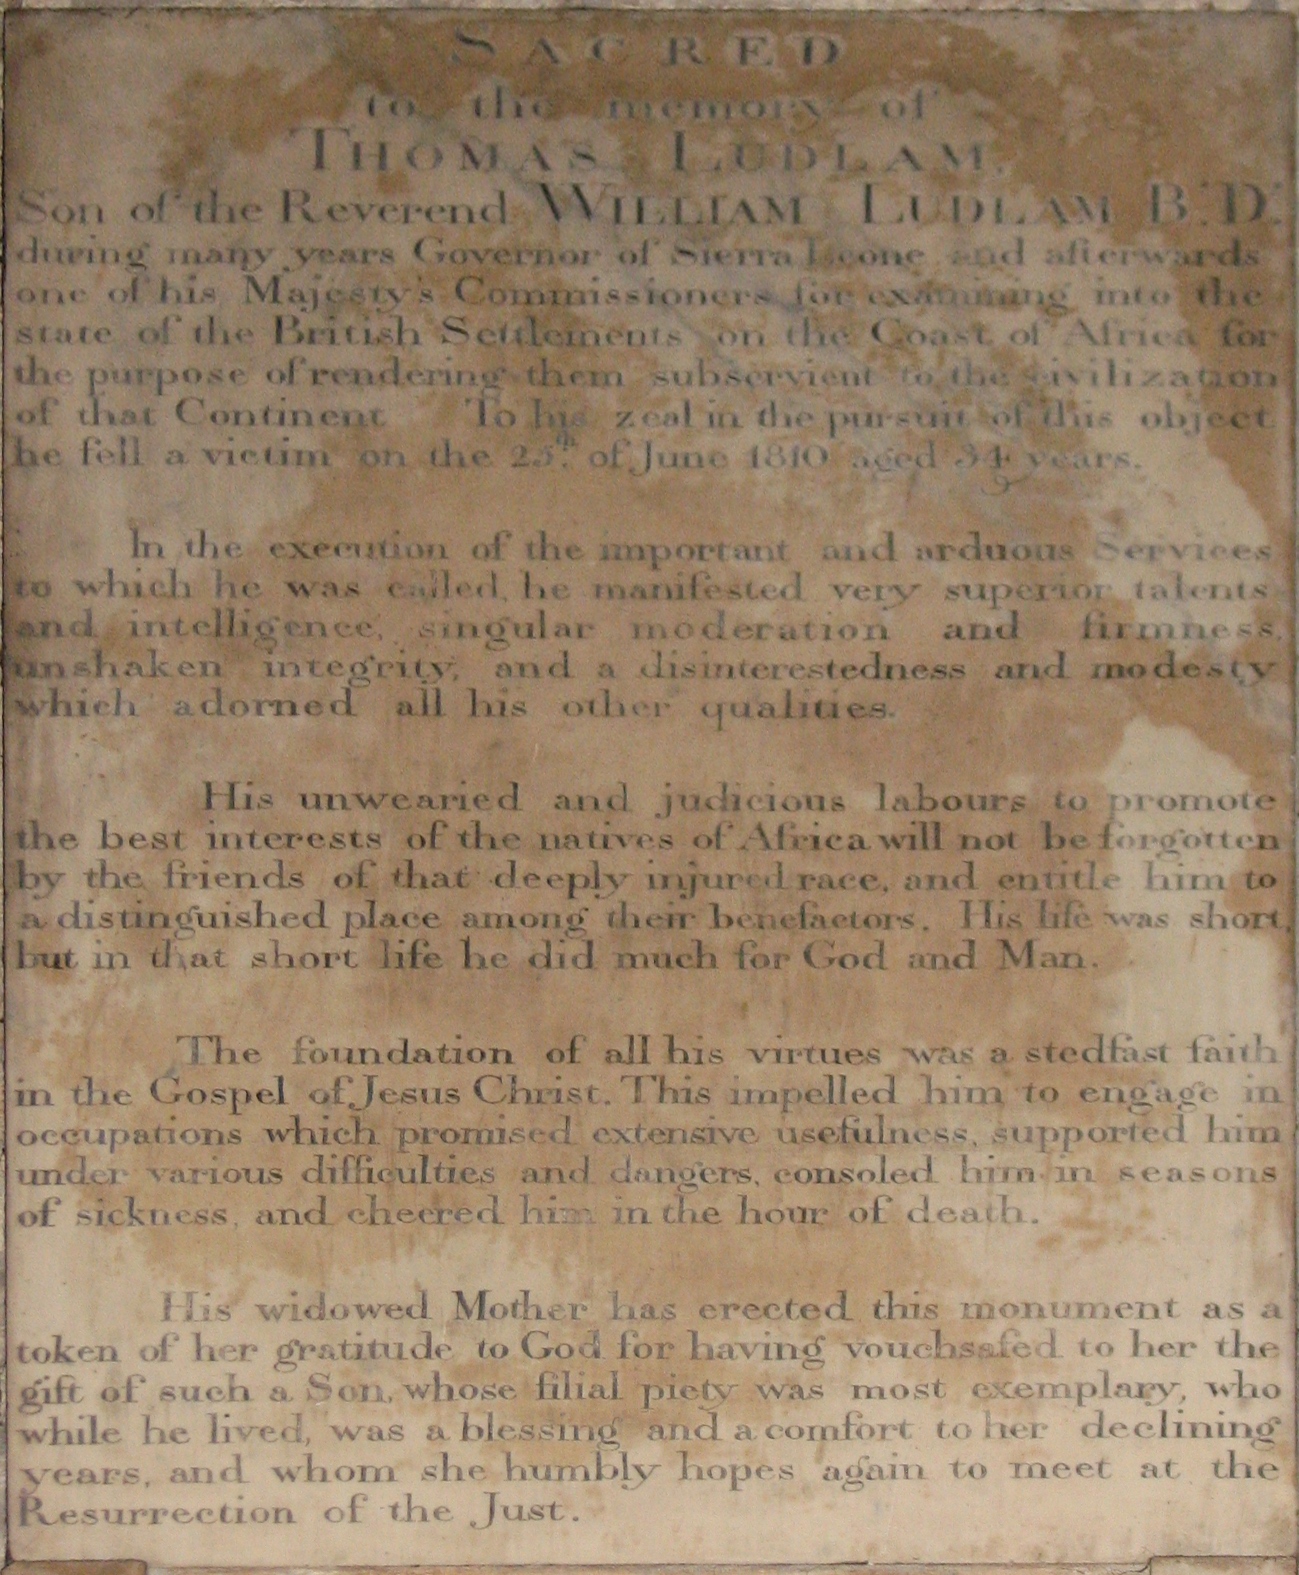 SACRED
to the memory of
THOMAS LUDLAM.
Son of the Reverend WILLIAM LUDLAM B.D.
during many years Governor of Sierra Leone and afterwards
one of his Majesty's Commissioners for examining into the
state of the British Settlements on the Coast of Africa for
the purpose of rendering them subservient to the civilization
of that Continent To his zeal in the pursuit of this object
he fell a victim on the 25th of June 1810 aged 34 years.
In the execution of the important and arduous Services
to which he was called, he manifested very superior talents
and intelligence, singular moderation and firmness,
unshaken integrity, and a disinterestedness and modesty
which adorned all his other qualities.
His unwearied and judicious labours to promote
the best interests of the natives of Africa will not be forgotten
by the friends of that deeply injured race, and entitle him to
a distinguished place among their benefactors. His life was short,
but in that short life he did much for God and Man.
The foundation of all his virtues was a stedfast faith
in the Gospel of Jesus Christ. This impelled him to engage in
occupations which promised extensive usefulness, supported him
under various difficulties and dangers, consoled him in seasons
of sickness, and cheered him in the hour of death.
His widowed Mother has erected this monument as a
token of her gratitude to God for having vouchsafed to her the
gift of such a Son, whose filial piety was most exemplary, who
while he lived, was a blessing and a comfort to her declining
years, and whom she humbly hopes again to meet at the
Resurrection of the Just.